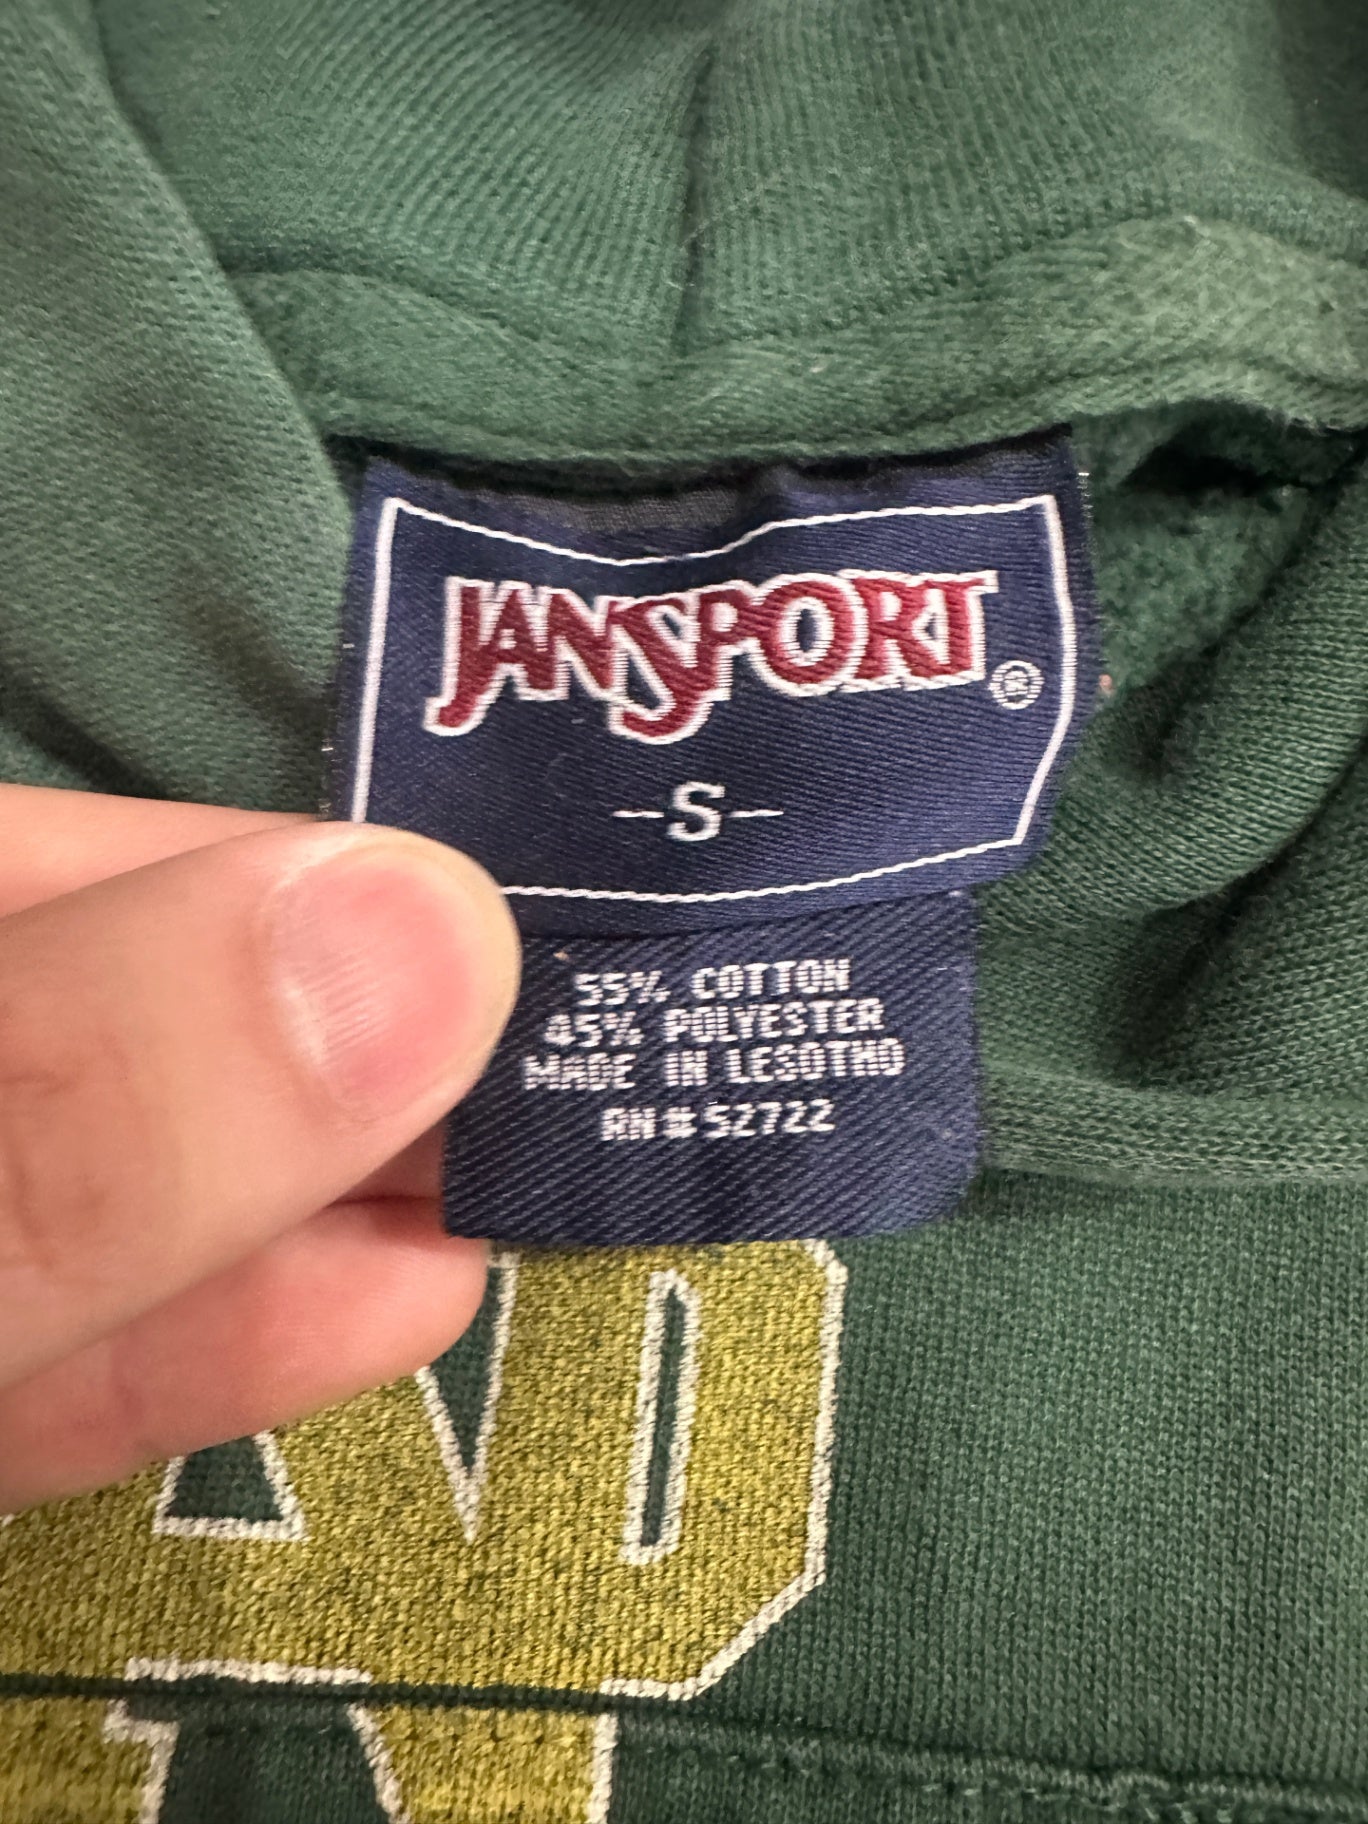 JANSPORT®
-S-
55% COTTON
45% POLYESTER
MADE IN LESOTHO
RN # 52722